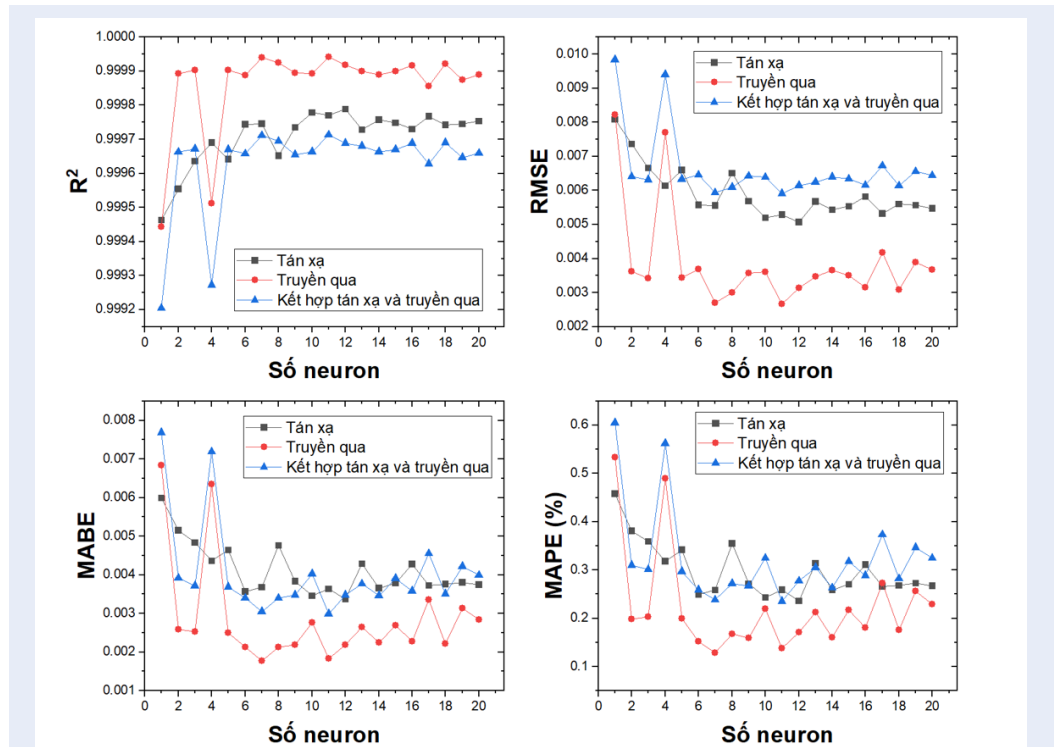 1.0000
0.9999
0.9998
0.9997
0.9996
0.9995
0.9994
0.9993
0.9992
R²
Tán xạ
Truyền qua
Kết hợp tán xạ và truyền qua
0 2 4 6 8 10 12 14 16 18 20
Số neuron
0.010
0.009
0.008
0.007
0.006
0.005
0.004
0.003
0.002
RMSE
Tán xạ
Truyền qua
Kết hợp tán xạ và truyền qua
0 2 4 6 8 10 12 14 16 18 20
Số neuron
0.008
0.007
0.006
0.005
0.004
0.003
0.002
0.001
MABE
Tán xạ
Truyền qua
Kết hợp tán xạ và truyền qua
0 2 4 6 8 10 12 14 16 18 20
Số neuron
0.6
0.5
0.4
0.3
0.2
0.1
MAPE (%)
Tán xạ
Truyền qua
Kết hợp tán xạ và truyền qua
0 2 4 6 8 10 12 14 16 18 20
Số neuron